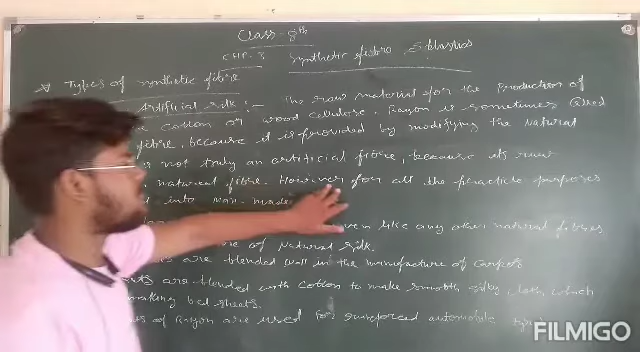 Class-8th
CHP-3 Synthetic fibre & Plastics
Types of synthetic fibre
Artificial silk :- The raw material for the Production of
Cotton or wood cellulose. Rayon is sometimes Called
fibre, because it is provided by modifying the Natural
is not truly an artificial fibre, because its raw
natural fibre. However for all the practicle purposes
into man-made
like any other natural fibres
of Natural silk.
are blended wool in the manufacture of Carpets
are blended with Cotton to make smooth silky cloth, which
making bed sheets.
of Rayon are used for automobile
FILMIGO